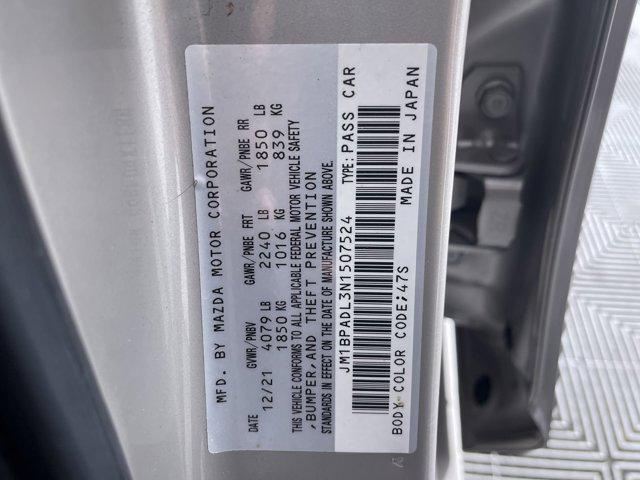 MFD. BY MAZDA MOTOR CORPORATION
DATE GVWR/PNBV GAWR/PNBE FRT GAWR/PNBE RR
12/21 4079 LB 2240 LB 1850 LB
1850 KG 1016 KG 839 KG
THIS VEHICLE CONFORMS TO ALL APPLICABLE FEDERAL MOTOR VEHICLE SAFETY
,BUMPER,AND THEFT PREVENTION
STANDARDS IN EFFECT ON THE DATE OF MANUFACTURE SHOWN ABOVE.
JM1BPADL3N1507524 TYPE: PASS CAR
BODY COLOR CODE;47S MADE IN JAPAN